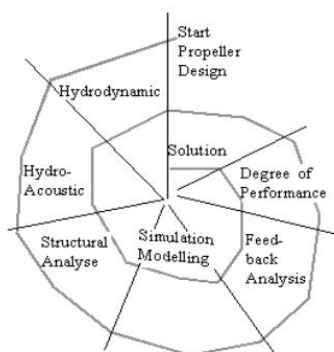 Start
Propeller
Design
Hydrodynamic
Solution
Degree of
Performance
Hydro-
Acoustic
Structural
Analyse
Simulation
Modelling
Feed-
back
Analysis